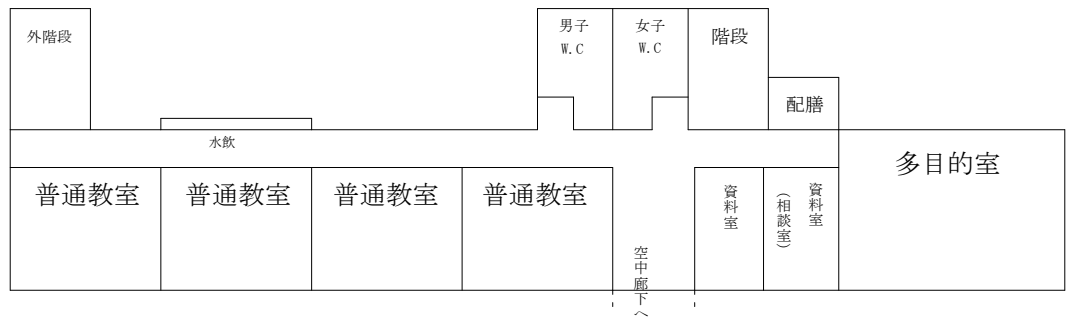 外階段
男子
W.C
女子
W.C
階段
配膳
水飲
多目的室
普通教室
普通教室
普通教室
普通教室
資料室
資料室
(相談室)
空中廊下へ